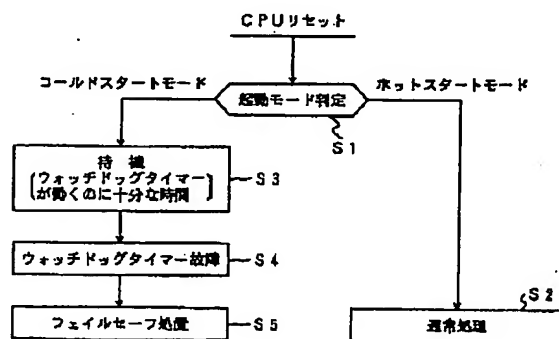 CPUリセット
コールドスタートモード
ホットスタートモード
起動モード判定
S1
待機
ウォッチドッグタイマー
が働くのに十分な時間
S3
ウォッチドッグタイマー故障
S4
S2
フェイルセーフ処置
S5
通常処理